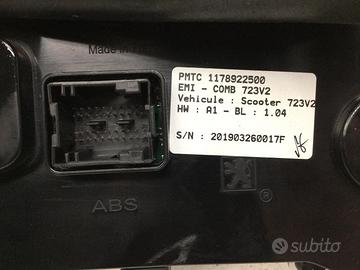 Made in
PMTC 1178922500
EMI - COMB 723V2
Vehicule : Scooter 723V2
HW : A1 - BL : 1.04
S/N : 201903260017F
ABS
subito